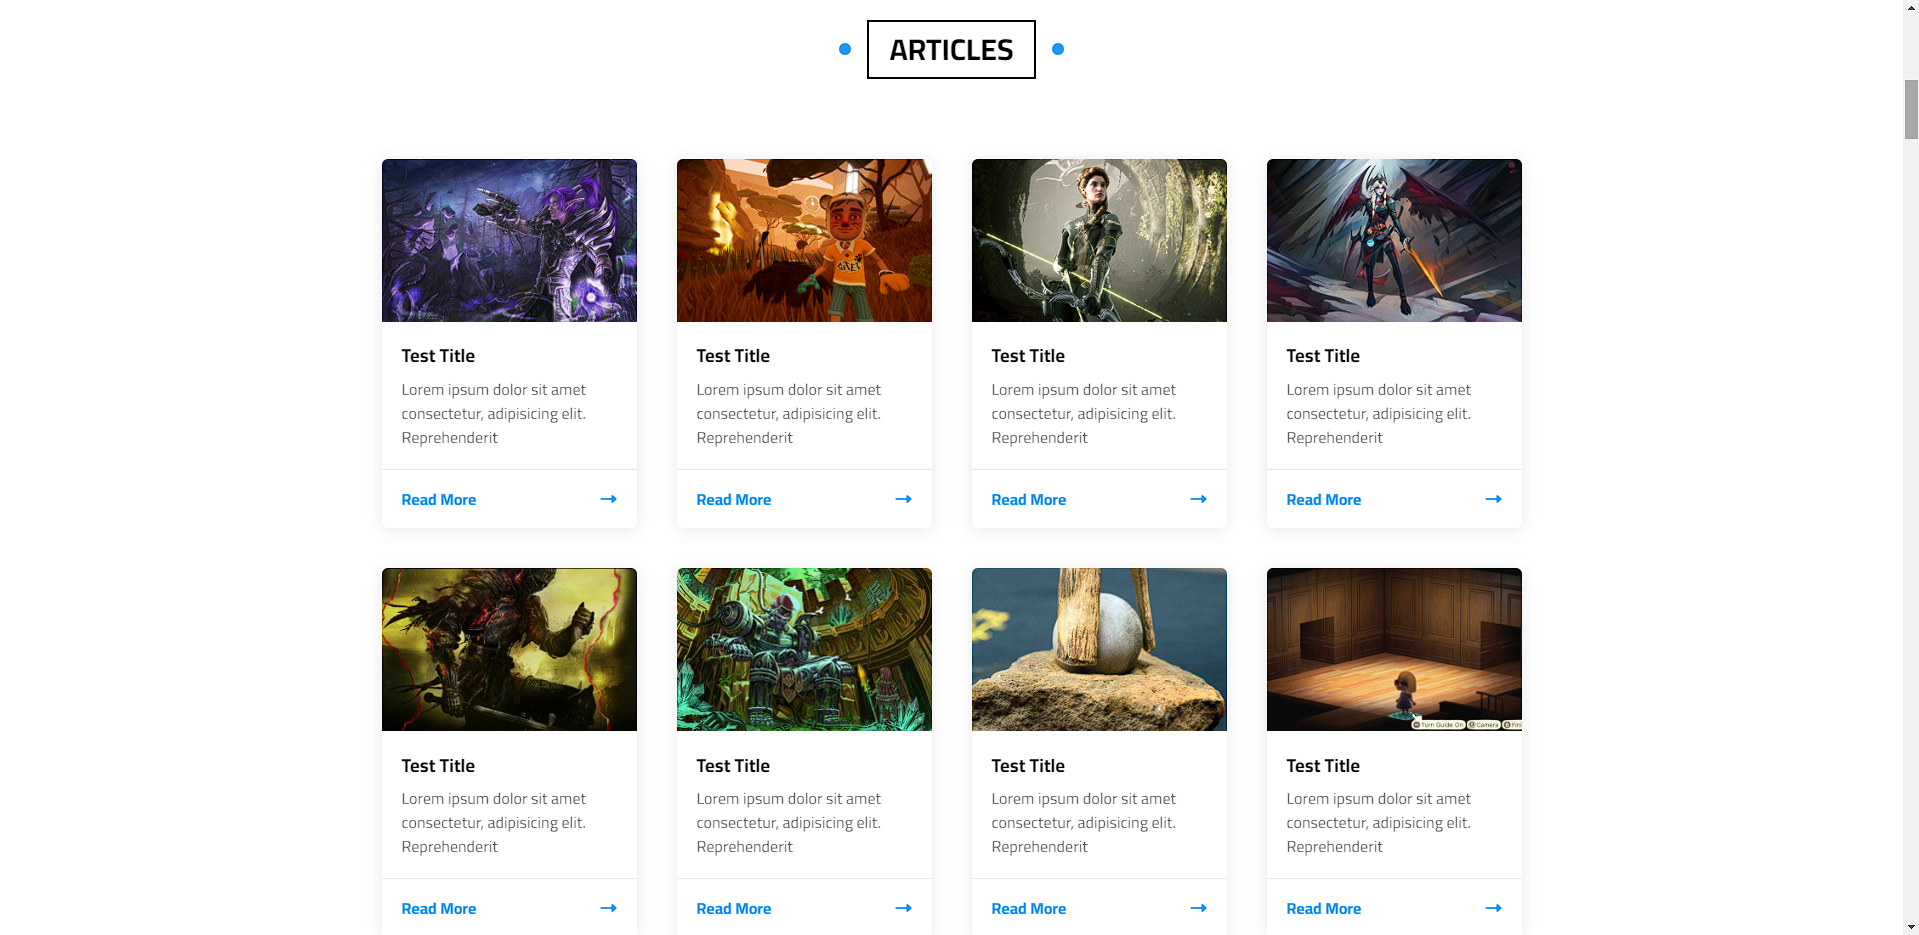 ARTICLES
Test Title
Lorem ipsum dolor sit amet
consectetur, adipisicing elit.
Reprehenderit
Read More
Test Title
Lorem ipsum dolor sit amet
consectetur, adipisicing elit.
Reprehenderit
Read More
Test Title
Lorem ipsum dolor sit amet
consectetur, adipisicing elit.
Reprehenderit
Read More
Test Title
Lorem ipsum dolor sit amet
consectetur, adipisicing elit.
Reprehenderit
Read More
Turn Guide On Camera
Test Title
Lorem ipsum dolor sit amet
consectetur, adipisicing elit.
Reprehenderit
Read More
Test Title
Lorem ipsum dolor sit amet
consectetur, adipisicing elit.
Reprehenderit
Read More
Test Title
Lorem ipsum dolor sit amet
consectetur, adipisicing elit.
Reprehenderit
Read More
Test Title
Lorem ipsum dolor sit amet
consectetur, adipisicing elit.
Reprehenderit
Read More